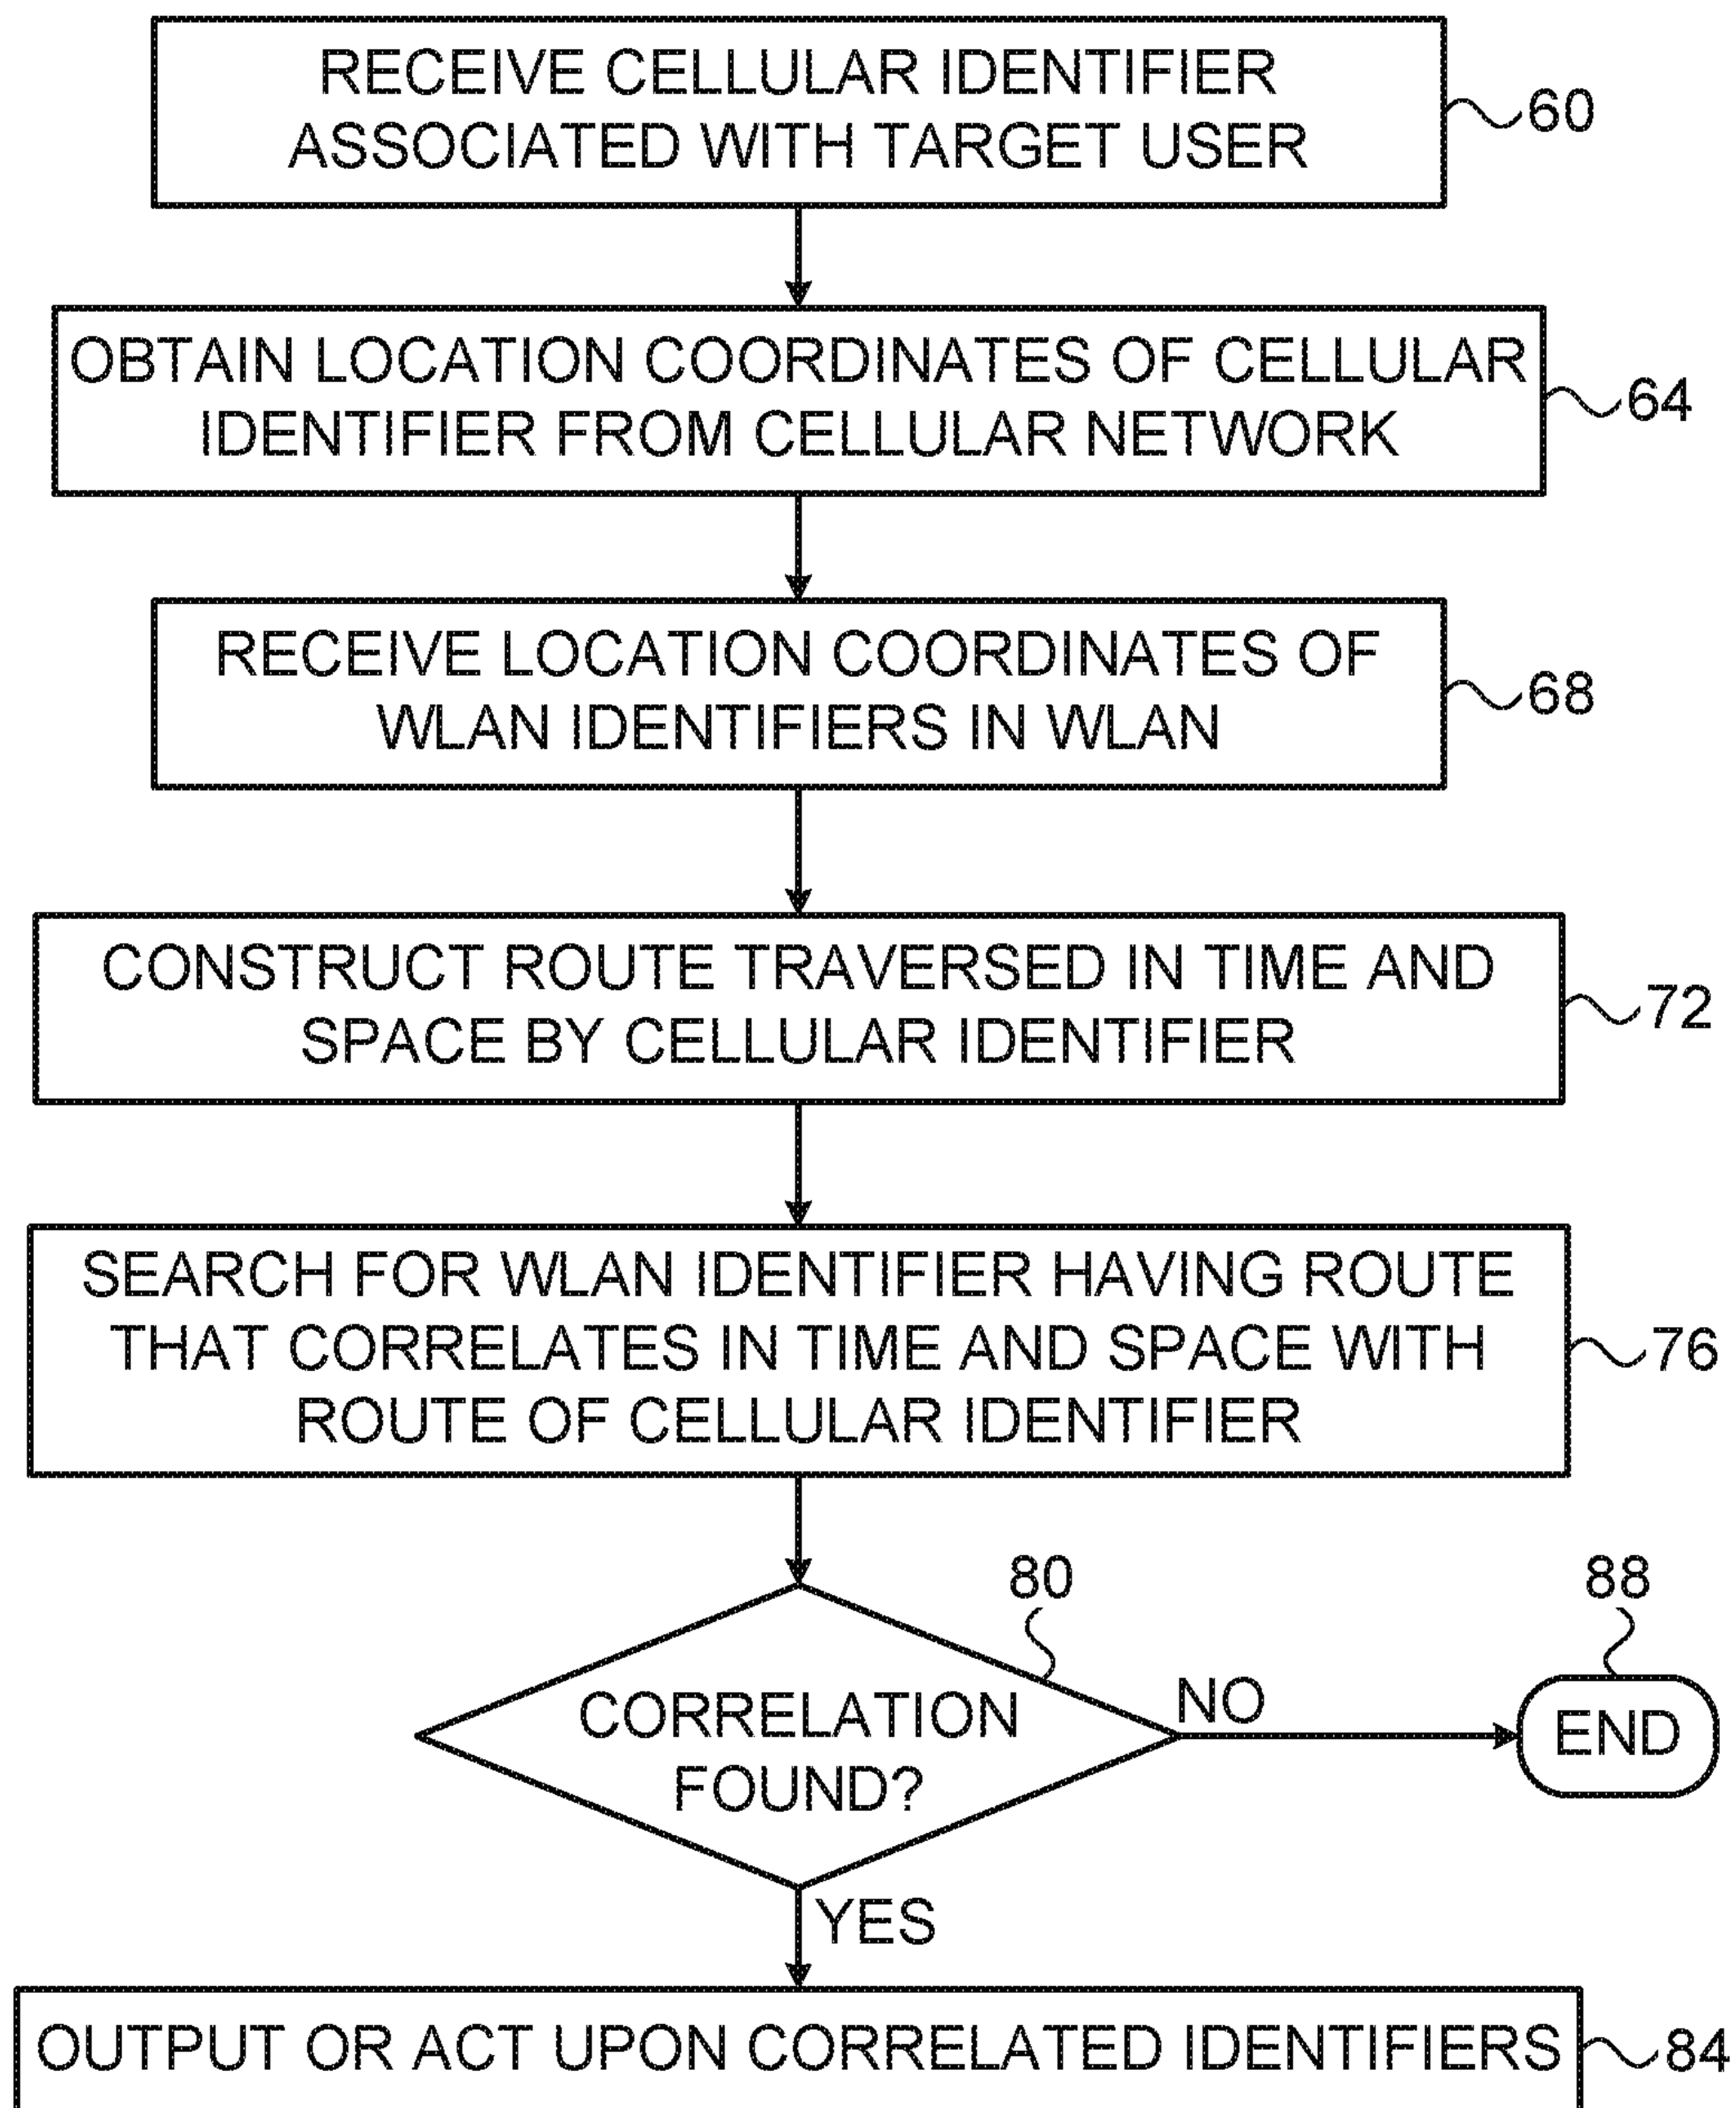 RECEIVE CELLULAR IDENTIFIER
ASSOCIATED WITH TARGET USER
60
OBTAIN LOCATION COORDINATES OF CELLULAR
IDENTIFIER FROM CELLULAR NETWORK
64
RECEIVE LOCATION COORDINATES OF
WLAN IDENTIFIERS IN WLAN
68
CONSTRUCT ROUTE TRAVERSED IN TIME AND
SPACE BY CELLULAR IDENTIFIER
72
SEARCH FOR WLAN IDENTIFIER HAVING ROUTE
THAT CORRELATES IN TIME AND SPACE WITH
ROUTE OF CELLULAR IDENTIFIER
76
80
88
CORRELATION
FOUND?
NO
END
YES
OUTPUT OR ACT UPON CORRELATED IDENTIFIERS
84